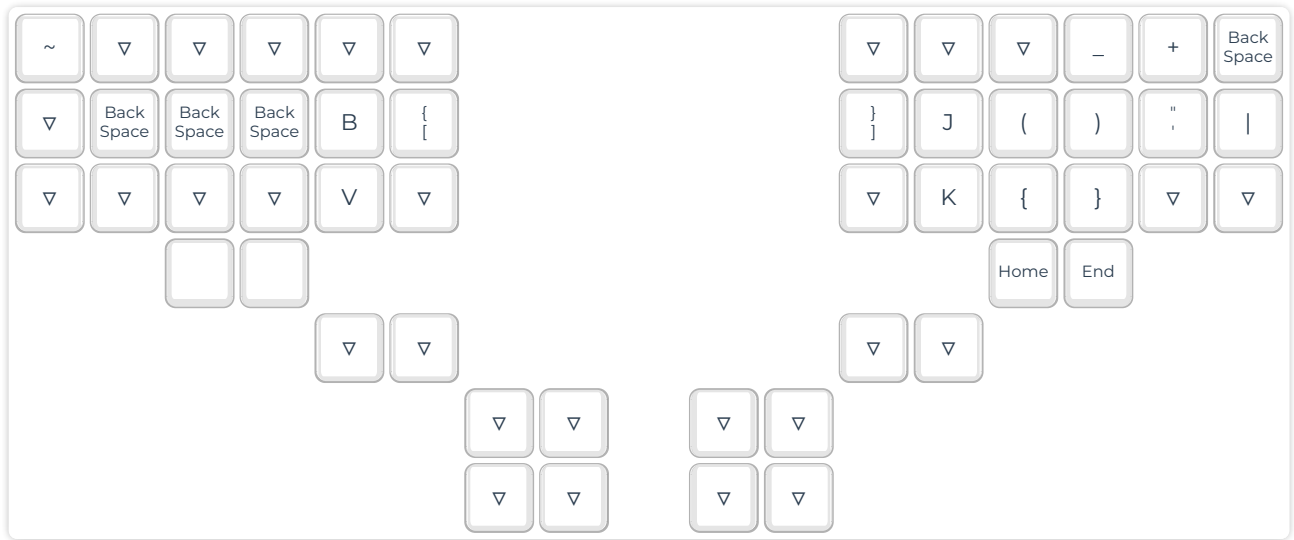 ~ ▽ ▽ ▽ ▽ ▽ ▽ ▽ ▽ _ + Back Space
▽ Back Space Back Space Back Space B { [ } ] J ( ) " ' |
▽ ▽ ▽ ▽ V ▽ ▽ K { } ▽ ▽
Home End
▽ ▽ ▽ ▽
▽ ▽ ▽ ▽
▽ ▽ ▽ ▽